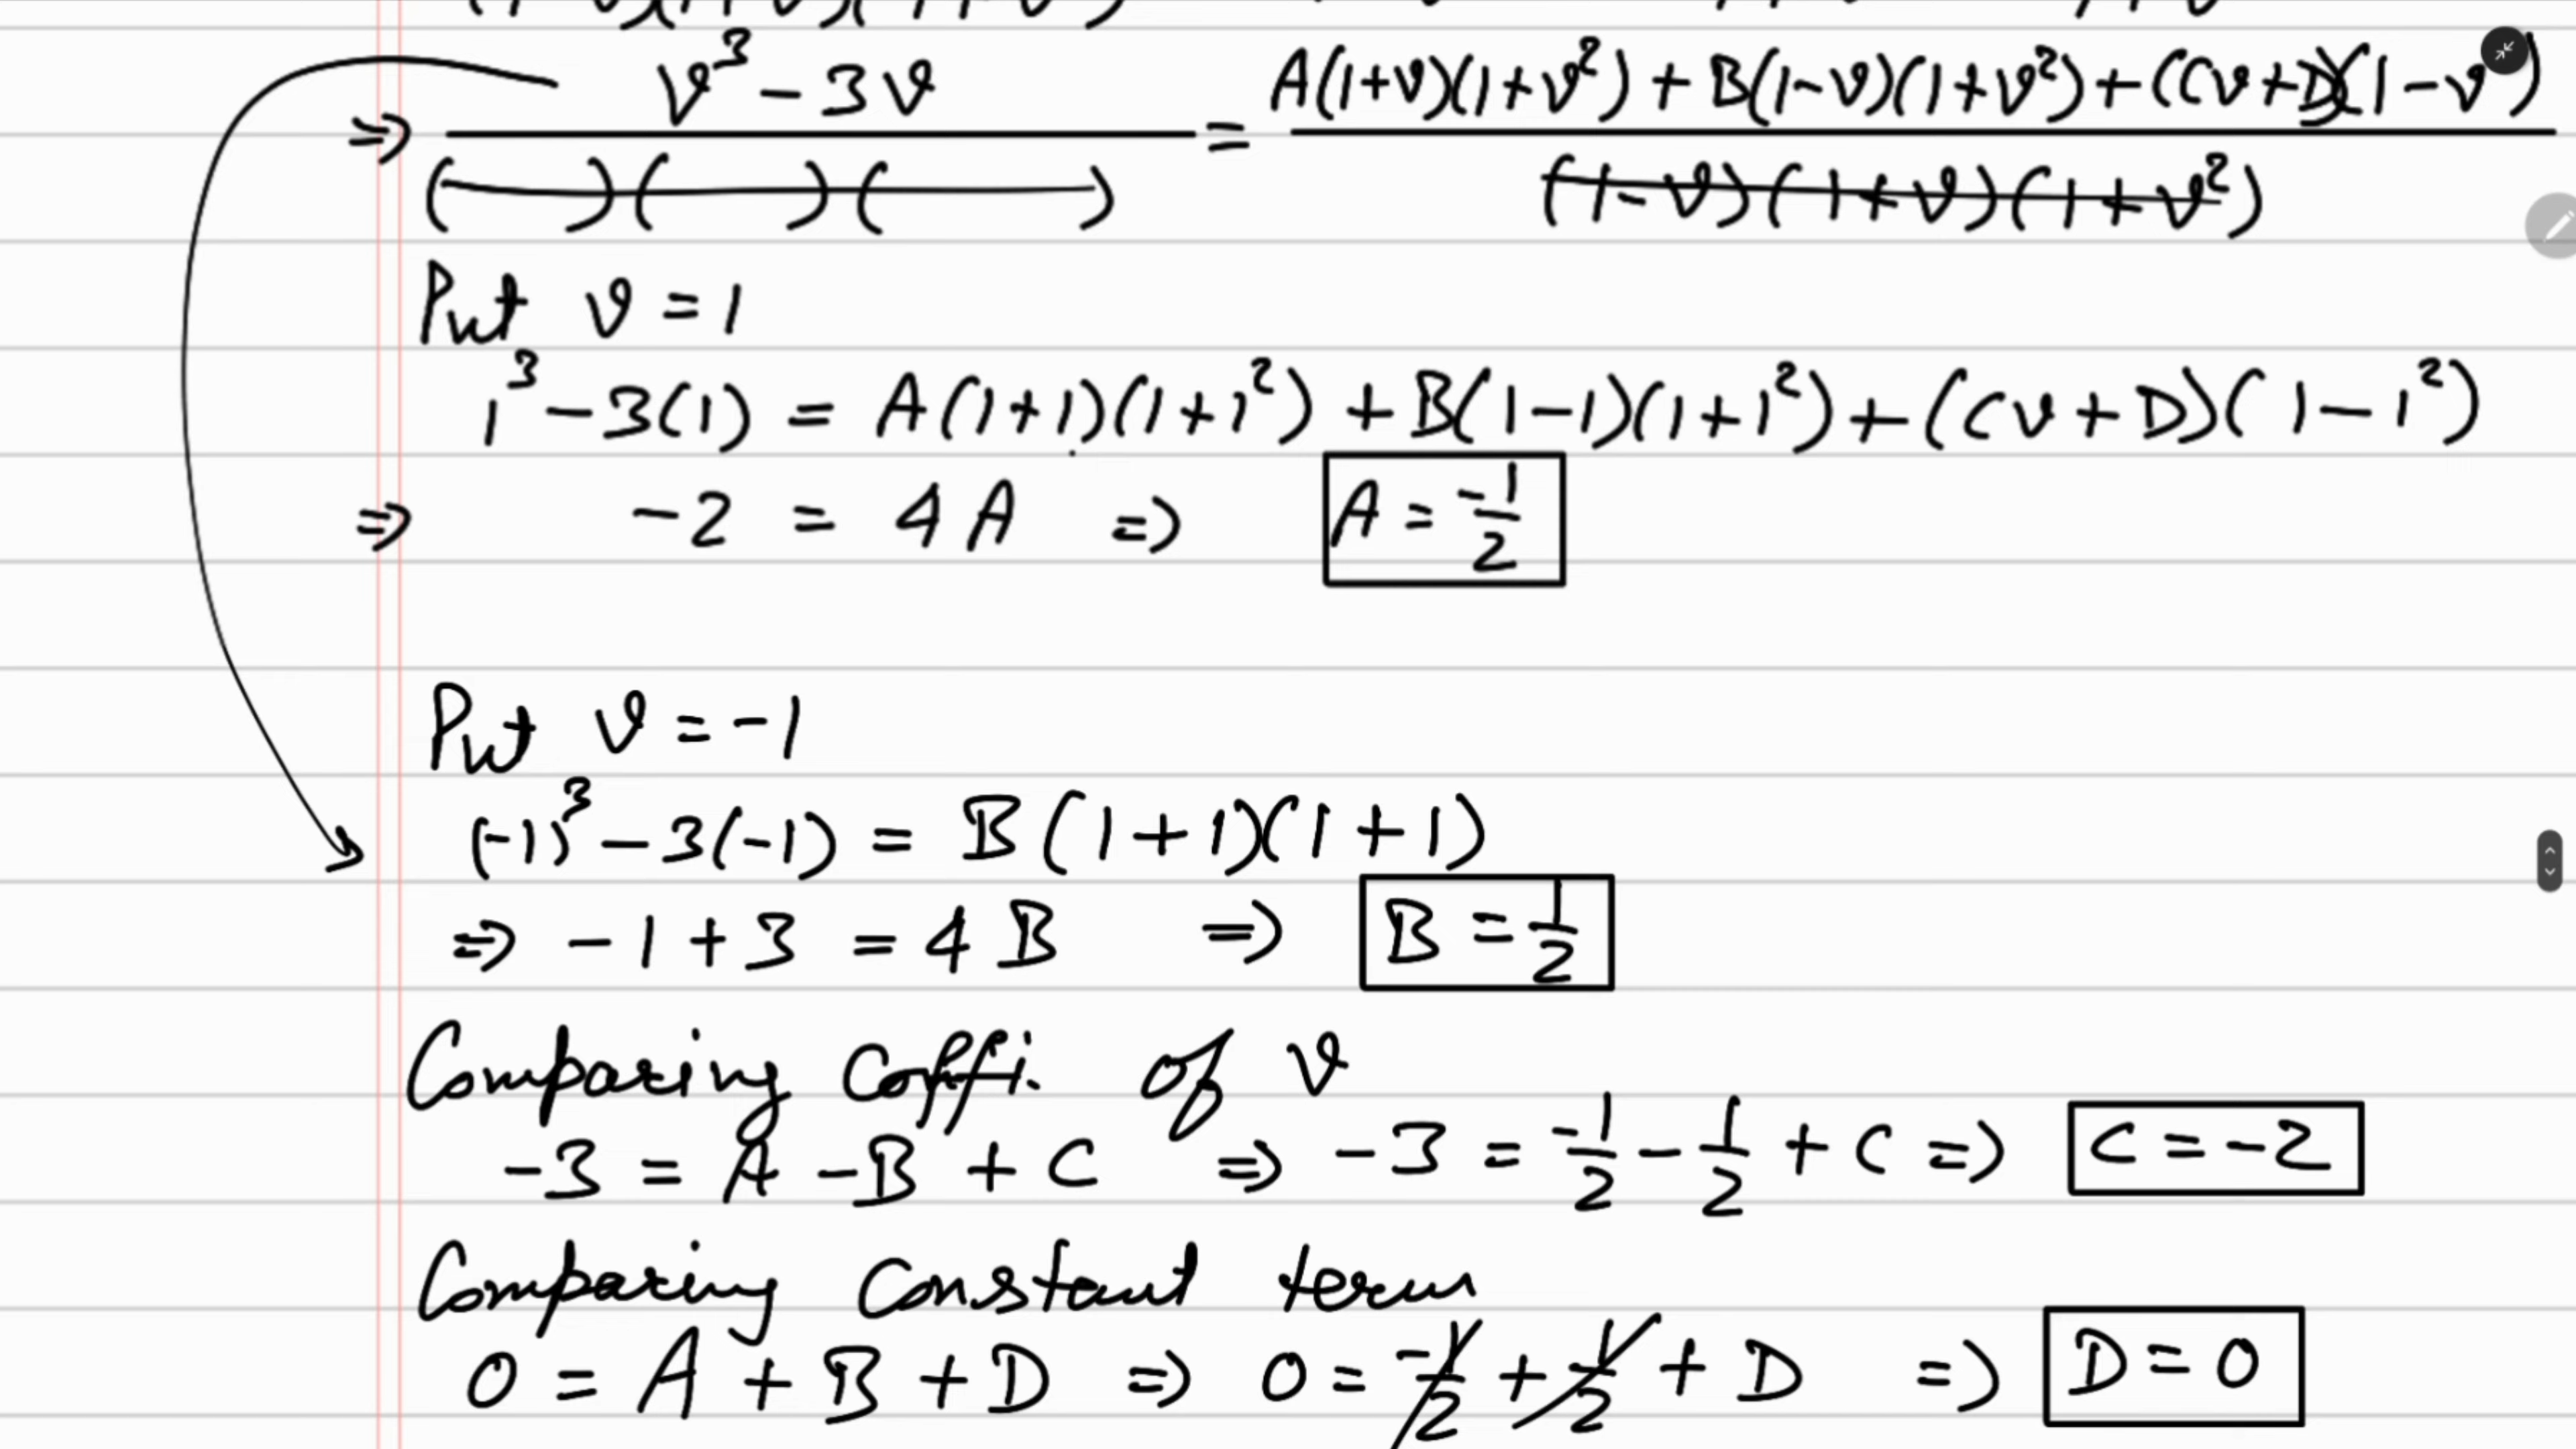 ⇒ v³ - 3v / ( )( )( ) = A(1+v)(1+v²) + B(1-v)(1+v²) + (Cv+D)(1-v²) / (1-v)(1+v)(1+v²)
Put v = 1
1³ - 3(1) = A(1+1)(1+1²) + B(1-1)(1+1²) + (Cv + D)(1-1²)
⇒ -2 = 4A ⇒ A = -1/2
Put v = -1
(-1)³ - 3(-1) = B(1+1)(1+1)
⇒ -1 + 3 = 4B ⇒ B = 1/2
Comparing Coffi. of v
-3 = A - B + C ⇒ -3 = -1/2 - 1/2 + C ⇒ C = -2
Comparing Constant term
0 = A + B + D ⇒ 0 = -1/2 + 1/2 + D ⇒ D = 0